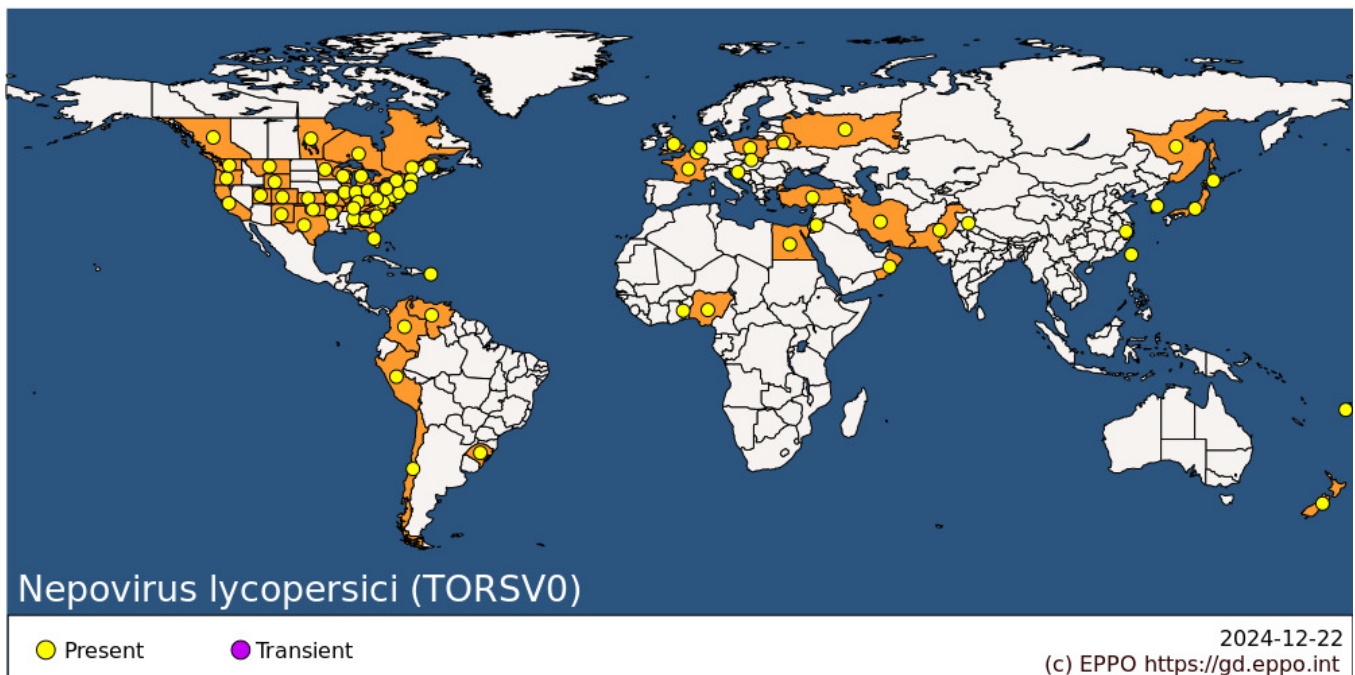 Nepovirus lycopersici (TORSV0)
Present
Transient
2024-12-22
(c) EPPO https://gd.eppo.int